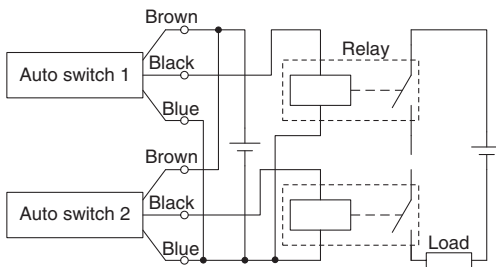 Brown
Auto switch 1
Black
Blue
Relay
Brown
Auto switch 2
Black
Blue
Load